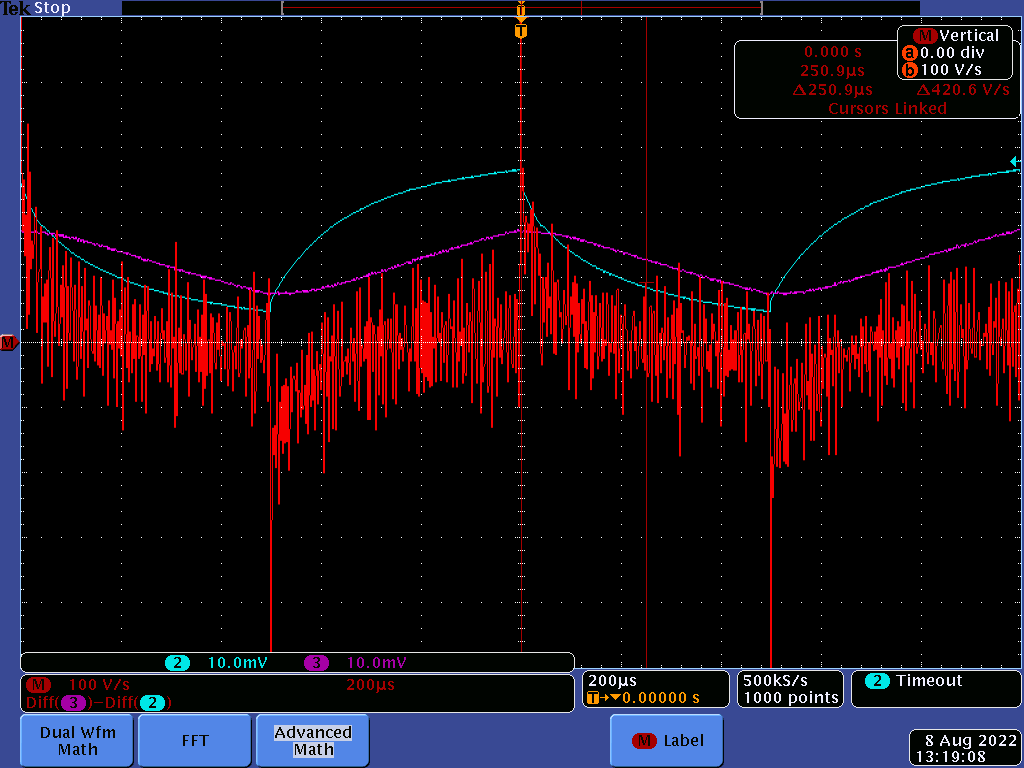 Tek Stop
T
T
M Vertical
a 0.00 div
b 100 V/s
0.000 s
250.9µs
Δ250.9µs Δ420.6 V/s
Cursors Linked
M
2 10.0mV 3 10.0mV
M 100 V/s 200µs
Diff(3)-Diff(2)
200µs
T→▼0.00000 s
500kS/s
1000 points
2 Timeout
Dual Wfm
Math
FFT
Advanced
Math
M Label
8 Aug 2022
13:19:08